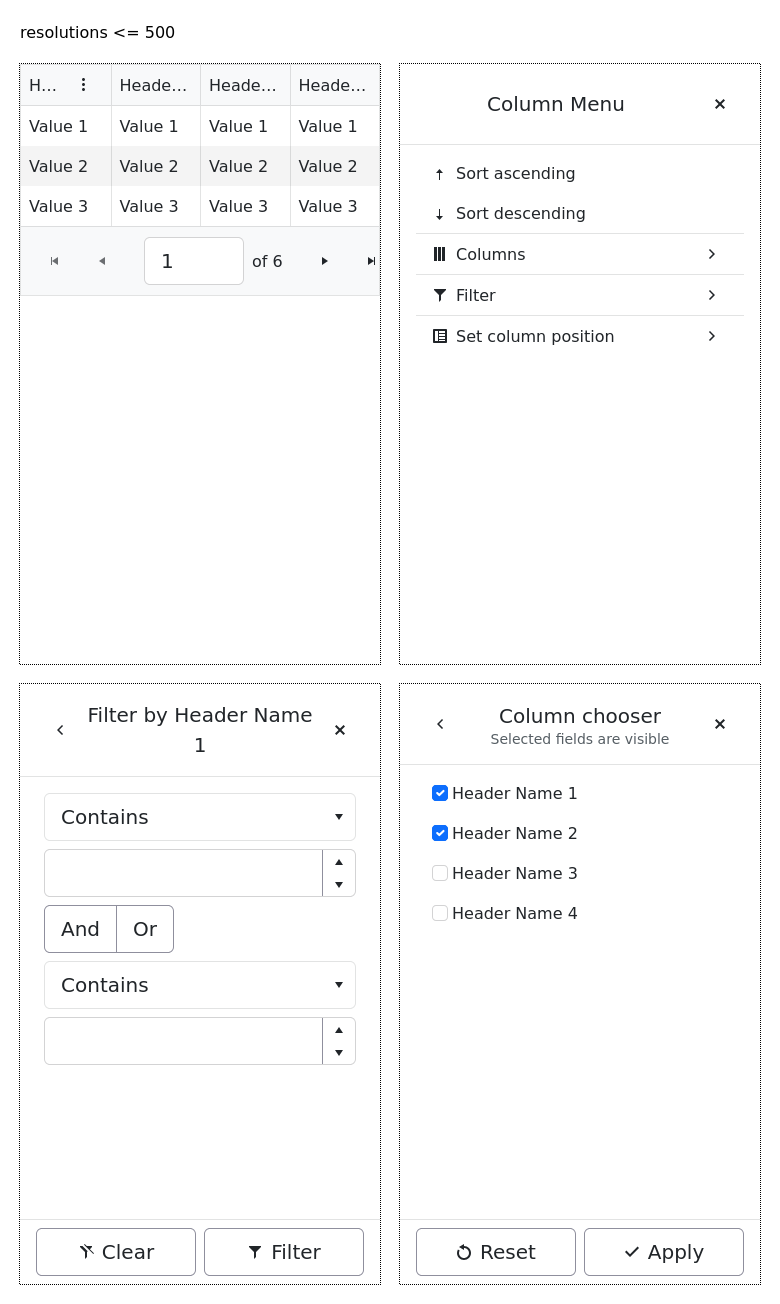 resolutions <= 500
H... Heade... Heade... Heade...
Value 1 Value 1 Value 1 Value 1
Value 2 Value 2 Value 2 Value 2
Value 3 Value 3 Value 3 Value 3
1 of 6
Column Menu
Sort ascending
Sort descending
Columns
Filter
Set column position
Filter by Header Name
1
Contains
And Or
Contains
Clear Filter
Column chooser
Selected fields are visible
Header Name 1
Header Name 2
Header Name 3
Header Name 4
Reset Apply